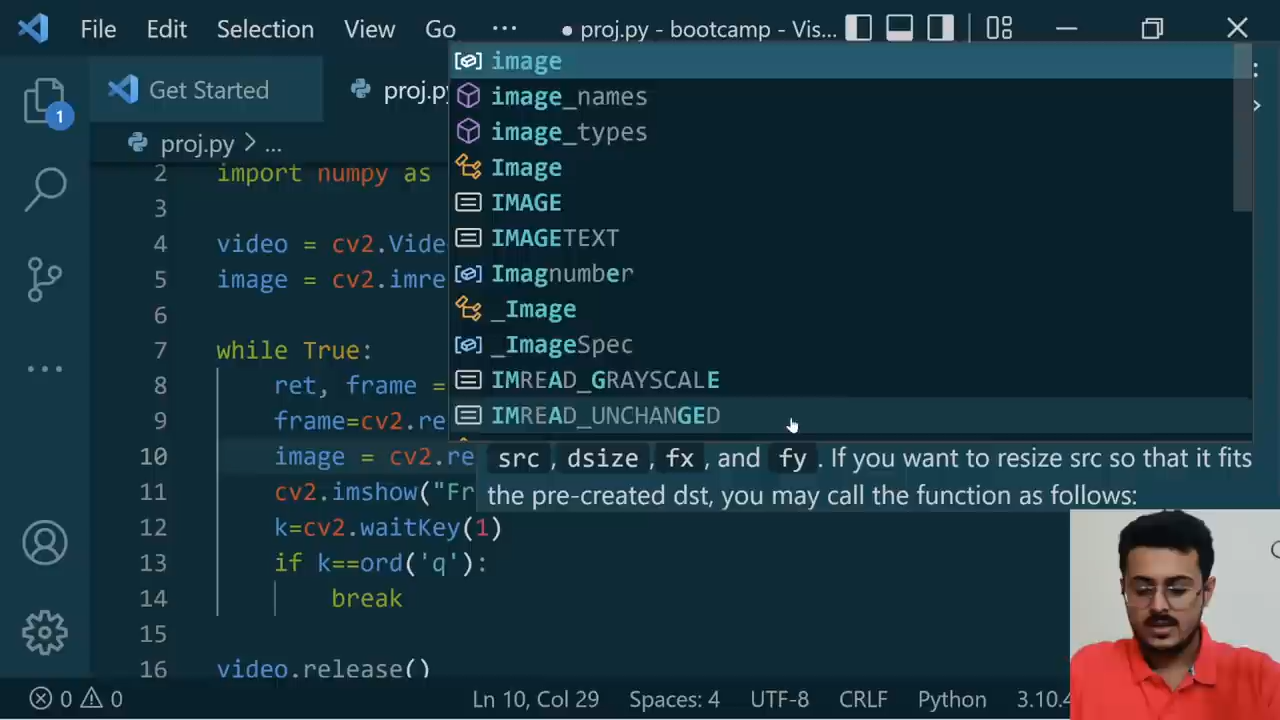 File Edit Selection View Go ... ● proj.py - bootcamp - Vis...
1
Get Started
proj.py
proj.py > ...
image
image_names
image_types
Image
IMAGE
IMAGETEXT
Imagnumber
_Image
_ImageSpec
IMREAD_GRAYSCALE
IMREAD_UNCHANGED
src, dsize, fx, and fy. If you want to resize src so that it fits
the pre-created dst, you may call the function as follows:
2 import numpy as
3
4 video = cv2.Vide
5 image = cv2.imre
6
7 while True:
8 ret, frame =
9 frame=cv2.re
10 image = cv2.re
11 cv2.imshow("Fr
12 k=cv2.waitKey(1)
13 if k==ord('q'):
14 break
15
16 video.release()
0 0 Ln 10, Col 29 Spaces: 4 UTF-8 CRLF Python 3.10.4